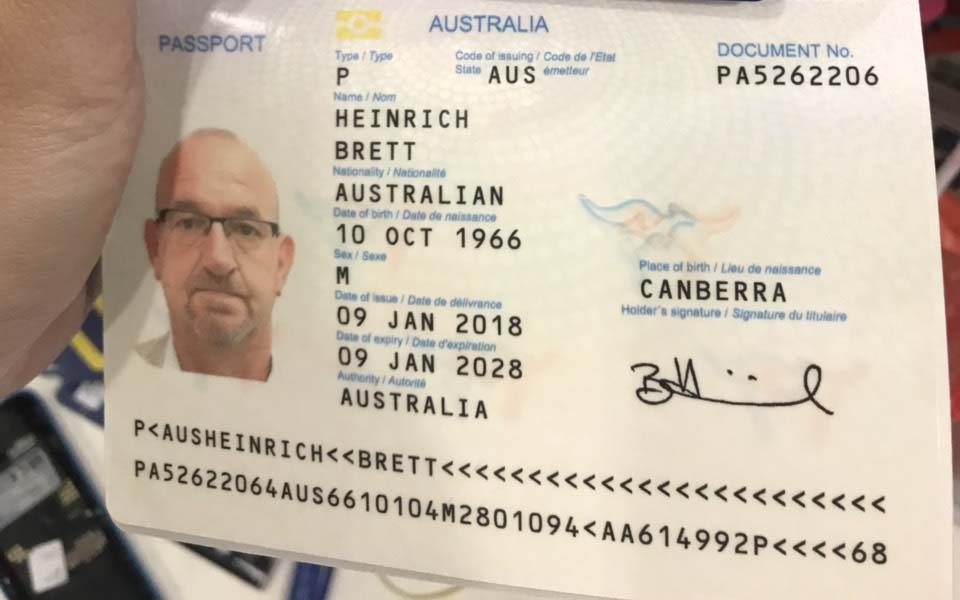 PASSPORT
AUSTRALIA
Type / Type
Code of issuing / Code de l'Etat
State AUS émetteur
DOCUMENT No.
P
PA5262206
Name / Nom
HEINRICH
BRETT
Nationality / Nationalité
AUSTRALIAN
Date of birth / Date de naissance
10 OCT 1966
Sex / Sexe
M
Place of birth / Lieu de naissance
CANBERRA
Date of issue / Date de délivrance
09 JAN 2018
Holder's signature / Signature du titulaire
Date of expiry / Date d'expiration
09 JAN 2028
Authority / Autorité
AUSTRALIA
P<AUSHEINRICH<<BRETT<<<<<<<<<<<<<<<<<<<<<<<<
PA52622064AUS6610104M2801094<AA614992P<<<<68